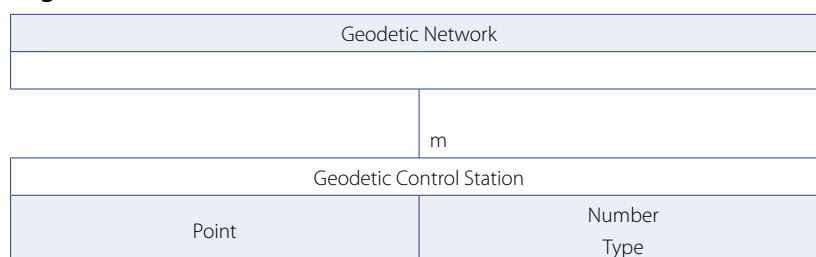 Geodetic Network
m
Geodetic Control Station
Point
Number
Type